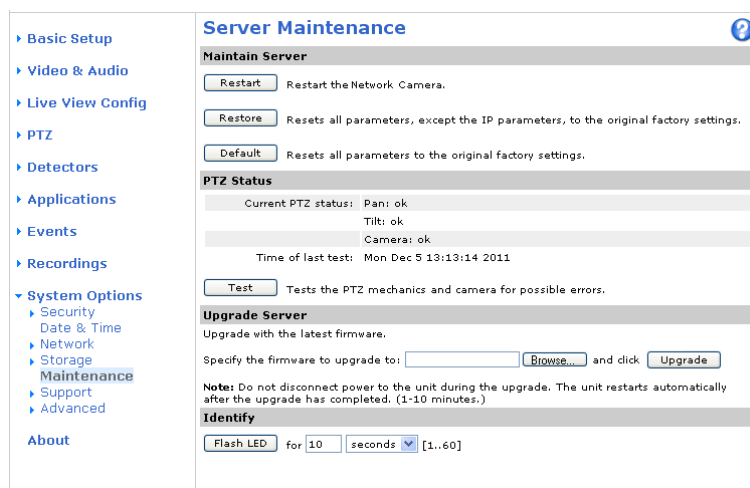 Basic Setup
Video & Audio
Live View Config
PTZ
Detectors
Applications
Events
Recordings
System Options
Security
Date & Time
Network
Storage
Maintenance
Support
Advanced
About
Server Maintenance
?
Maintain Server
Restart Restart the Network Camera.
Restore Resets all parameters, except the IP parameters, to the original factory settings.
Default Resets all parameters to the original factory settings.
PTZ Status
Current PTZ status: Pan: ok
Tilt: ok
Camera: ok
Time of last test: Mon Dec 5 13:13:14 2011
Test Tests the PTZ mechanics and camera for possible errors.
Upgrade Server
Upgrade with the latest firmware.
Specify the firmware to upgrade to: Browse... and click Upgrade
Note: Do not disconnect power to the unit during the upgrade. The unit restarts automatically
after the upgrade has completed. (1-10 minutes.)
Identify
Flash LED for 10 seconds [1..60]